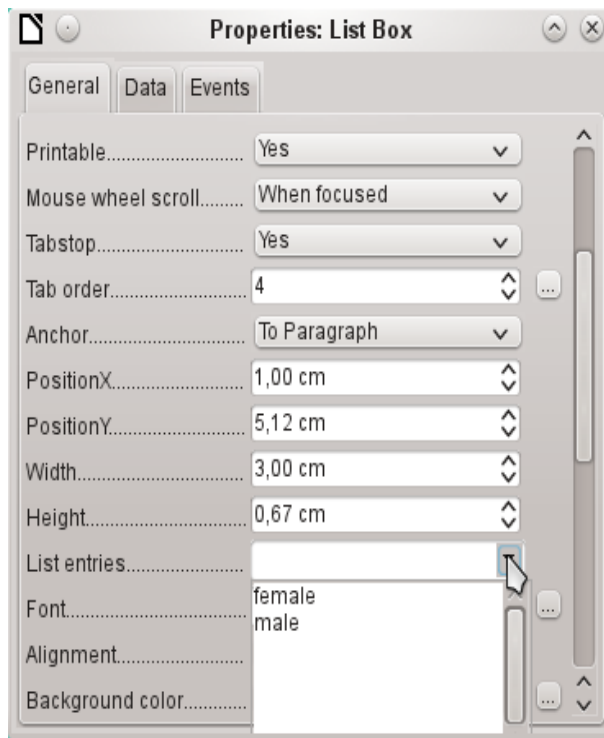 Properties: List Box
General Data Events
Printable........................... Yes
Mouse wheel scroll......... When focused
Tabstop............................. Yes
Tab order........................... 4 ...
Anchor............................... To Paragraph
PositionX........................... 1,00 cm
PositionY........................... 5,12 cm
Width................................. 3,00 cm
Height................................ 0,67 cm
List entries........................
female
Font................................... ...
male
Alignment.........................
Background color............. ...